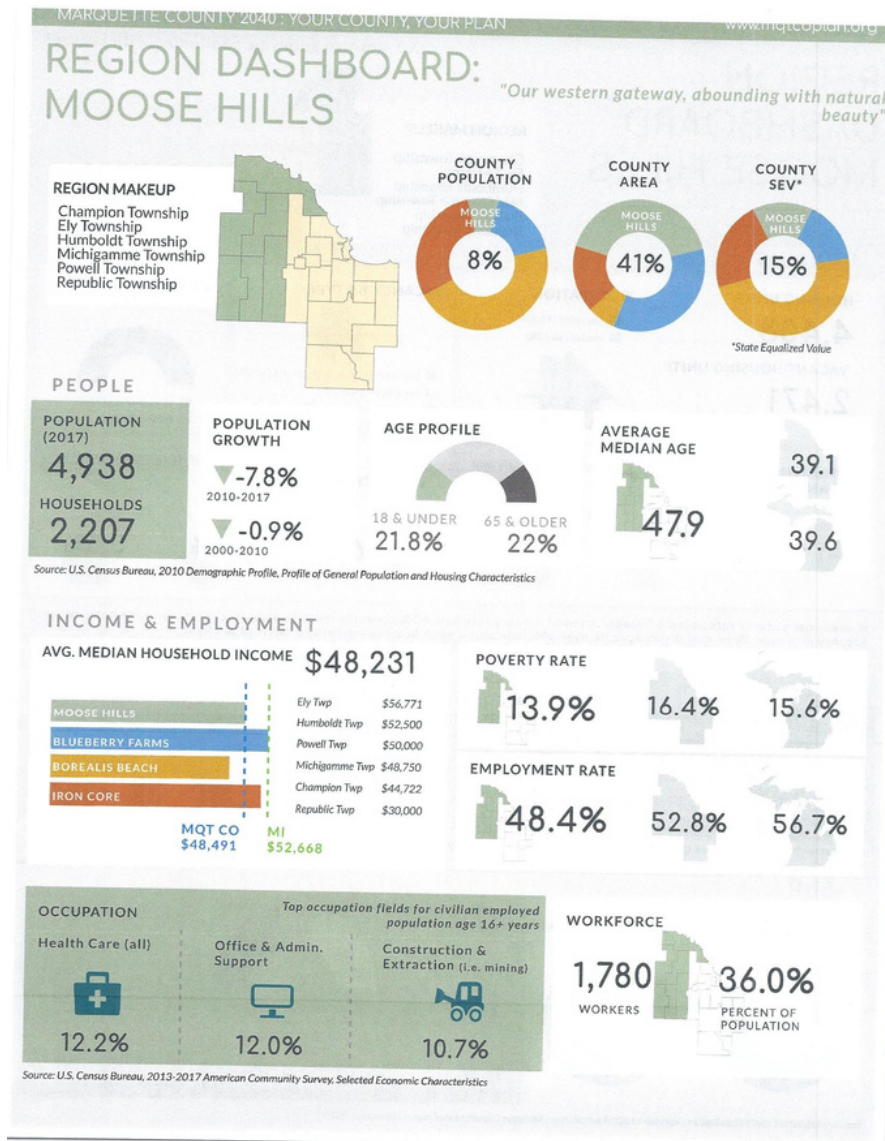 MARQUETTE COUNTY 2040 : YOUR COUNTY, YOUR PLAN
www.mqtcoplan.org
REGION DASHBOARD:
MOOSE HILLS
"Our western gateway, abounding with natural
beauty"
REGION MAKEUP
Champion Township
Ely Township
Humboldt Township
Michigamme Township
Powell Township
Republic Township
COUNTY
POPULATION
MOOSE
HILLS
8%
COUNTY
AREA
MOOSE
HILLS
41%
COUNTY
SEV*
MOOSE
HILLS
15%
*State Equalized Value
PEOPLE
POPULATION
(2017)
4,938
HOUSEHOLDS
2,207
POPULATION
GROWTH
-7.8%
2010-2017
-0.9%
2000-2010
AGE PROFILE
18 & UNDER
21.8%
65 & OLDER
22%
AVERAGE
MEDIAN AGE
47.9
39.1
39.6
Source: U.S. Census Bureau, 2010 Demographic Profile, Profile of General Population and Housing Characteristics
INCOME & EMPLOYMENT
AVG. MEDIAN HOUSEHOLD INCOME $48,231
MOOSE HILLS
BLUEBERRY FARMS
BOREALIS BEACH
IRON CORE
MQT CO
$48,491
MI
$52,668
Ely Twp $56,771
Humboldt Twp $52,500
Powell Twp $50,000
Michigamme Twp $48,750
Champion Twp $44,722
Republic Twp $30,000
POVERTY RATE
13.9% 16.4% 15.6%
EMPLOYMENT RATE
48.4% 52.8% 56.7%
OCCUPATION
Top occupation fields for civilian employed
population age 16+ years
Health Care (all)
12.2%
Office & Admin.
Support
12.0%
Construction &
Extraction (i.e. mining)
10.7%
WORKFORCE
1,780
WORKERS
36.0%
PERCENT OF
POPULATION
Source: U.S. Census Bureau, 2013-2017 American Community Survey, Selected Economic Characteristics